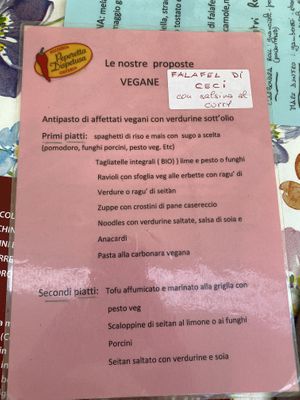 Peperetta
Dispettosa
Le nostre proposte
VEGANE
FALAFEL DI
CECI
con salsina al
curry
Antipasto di affettati vegani con verdurine sott'olio
Primi piatti: spaghetti di riso e mais con sugo a scelta
(pomodoro, funghi porcini, pesto veg. Etc)
Tagliatelle integrali ( BIO) ) lime e pesto o funghi
Ravioli con sfoglia veg alle erbette con ragu' di
Verdure o ragu' di seitàn
Zuppe con crostini di pane casereccio
Noodles con verdurine saltate, salsa di soia e
Anacardi
Pasta alla carbonara vegana
Secondi piatti: Tofu affumicato e marinato alla griglia con
pesto veg
Scaloppine di seitan al limone o ai funghi
Porcini
Seitan saltato con verdurine e soia